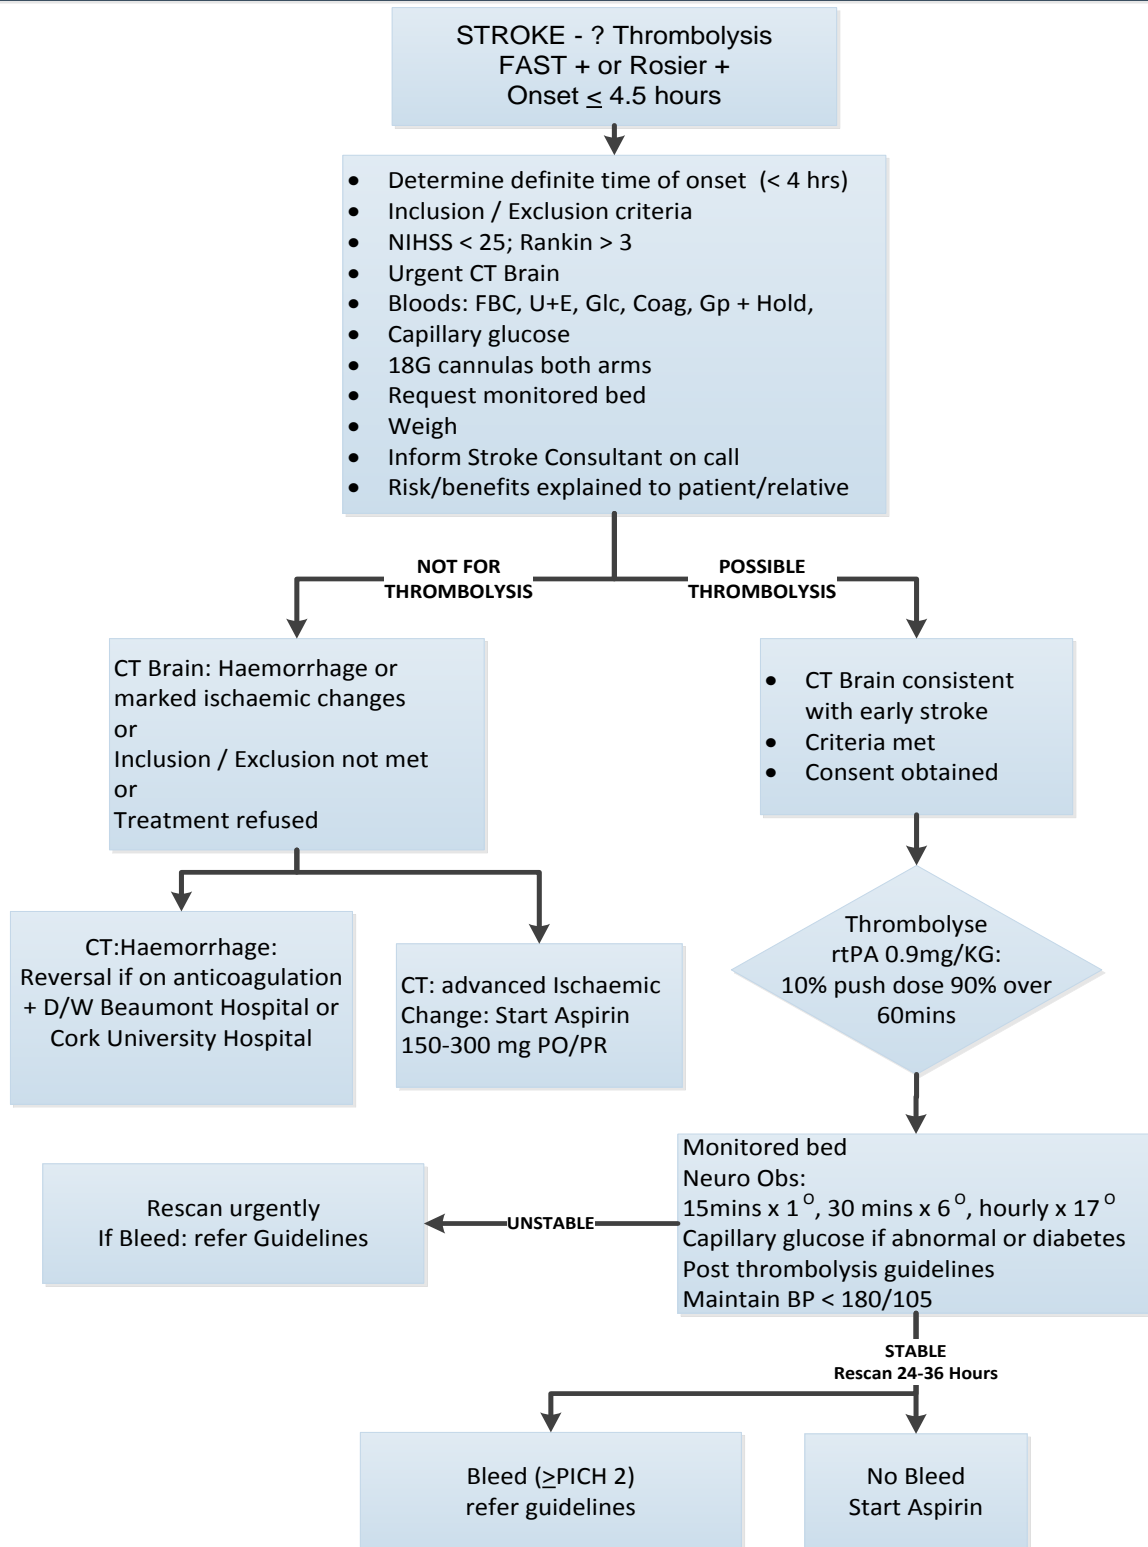 STROKE - ? Thrombolysis
FAST + or Rosier +
Onset ≤ 4.5 hours
• Determine definite time of onset (< 4 hrs)
• Inclusion / Exclusion criteria
• NIHSS < 25; Rankin > 3
• Urgent CT Brain
• Bloods: FBC, U+E, Glc, Coag, Gp + Hold,
• Capillary glucose
• 18G cannulas both arms
• Request monitored bed
• Weigh
• Inform Stroke Consultant on call
• Risk/benefits explained to patient/relative
NOT FOR
THROMBOLYSIS
POSSIBLE
THROMBOLYSIS
CT Brain: Haemorrhage or
marked ischaemic changes
or
Inclusion / Exclusion not met
or
Treatment refused
• CT Brain consistent
with early stroke
• Criteria met
• Consent obtained
CT:Haemorrhage:
Reversal if on anticoagulation
+ D/W Beaumont Hospital or
Cork University Hospital
CT: advanced Ischaemic
Change: Start Aspirin
150-300 mg PO/PR
Thrombolyse
rtPA 0.9mg/KG:
10% push dose 90% over
60mins
Monitored bed
Neuro Obs:
15mins x 1 O, 30 mins x 6 O, hourly x 17 O
Capillary glucose if abnormal or diabetes
Post thrombolysis guidelines
Maintain BP < 180/105
UNSTABLE
Rescan urgently
If Bleed: refer Guidelines
STABLE
Rescan 24-36 Hours
Bleed (≥PICH 2)
refer guidelines
No Bleed
Start Aspirin